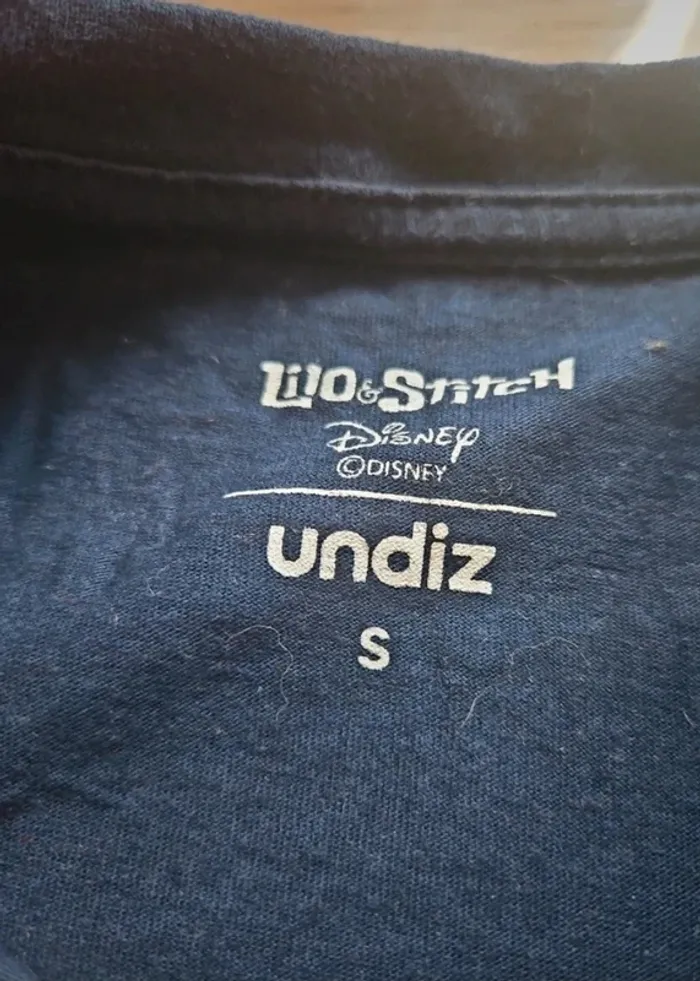 Lilo & Stitch
Disney
©DISNEY
undiz
S